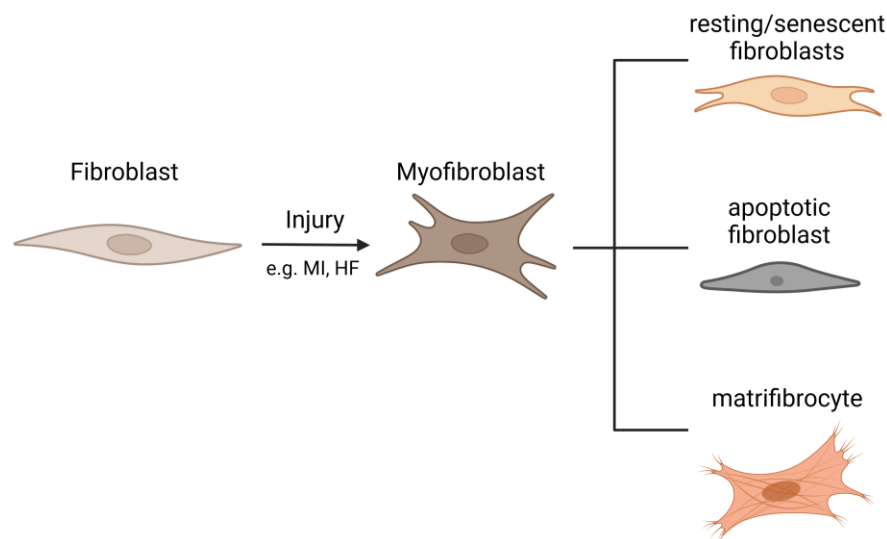 resting/senescent
fibroblasts
Fibroblast
Myofibroblast
Injury
e.g. MI, HF
apoptotic
fibroblast
matrifibrocyte